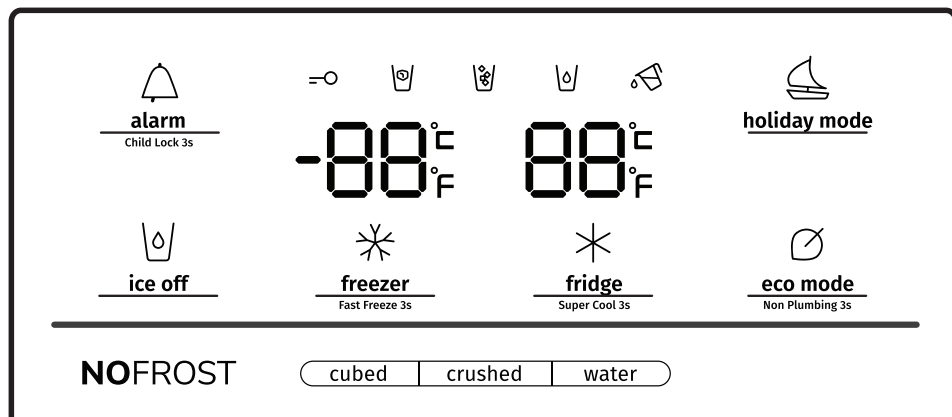 alarm
Child Lock 3s
-88 °C °F
88 °C °F
holiday mode
ice off
freezer
Fast Freeze 3s
fridge
Super Cool 3s
eco mode
Non Plumbing 3s
NOFROST
cubed crushed water